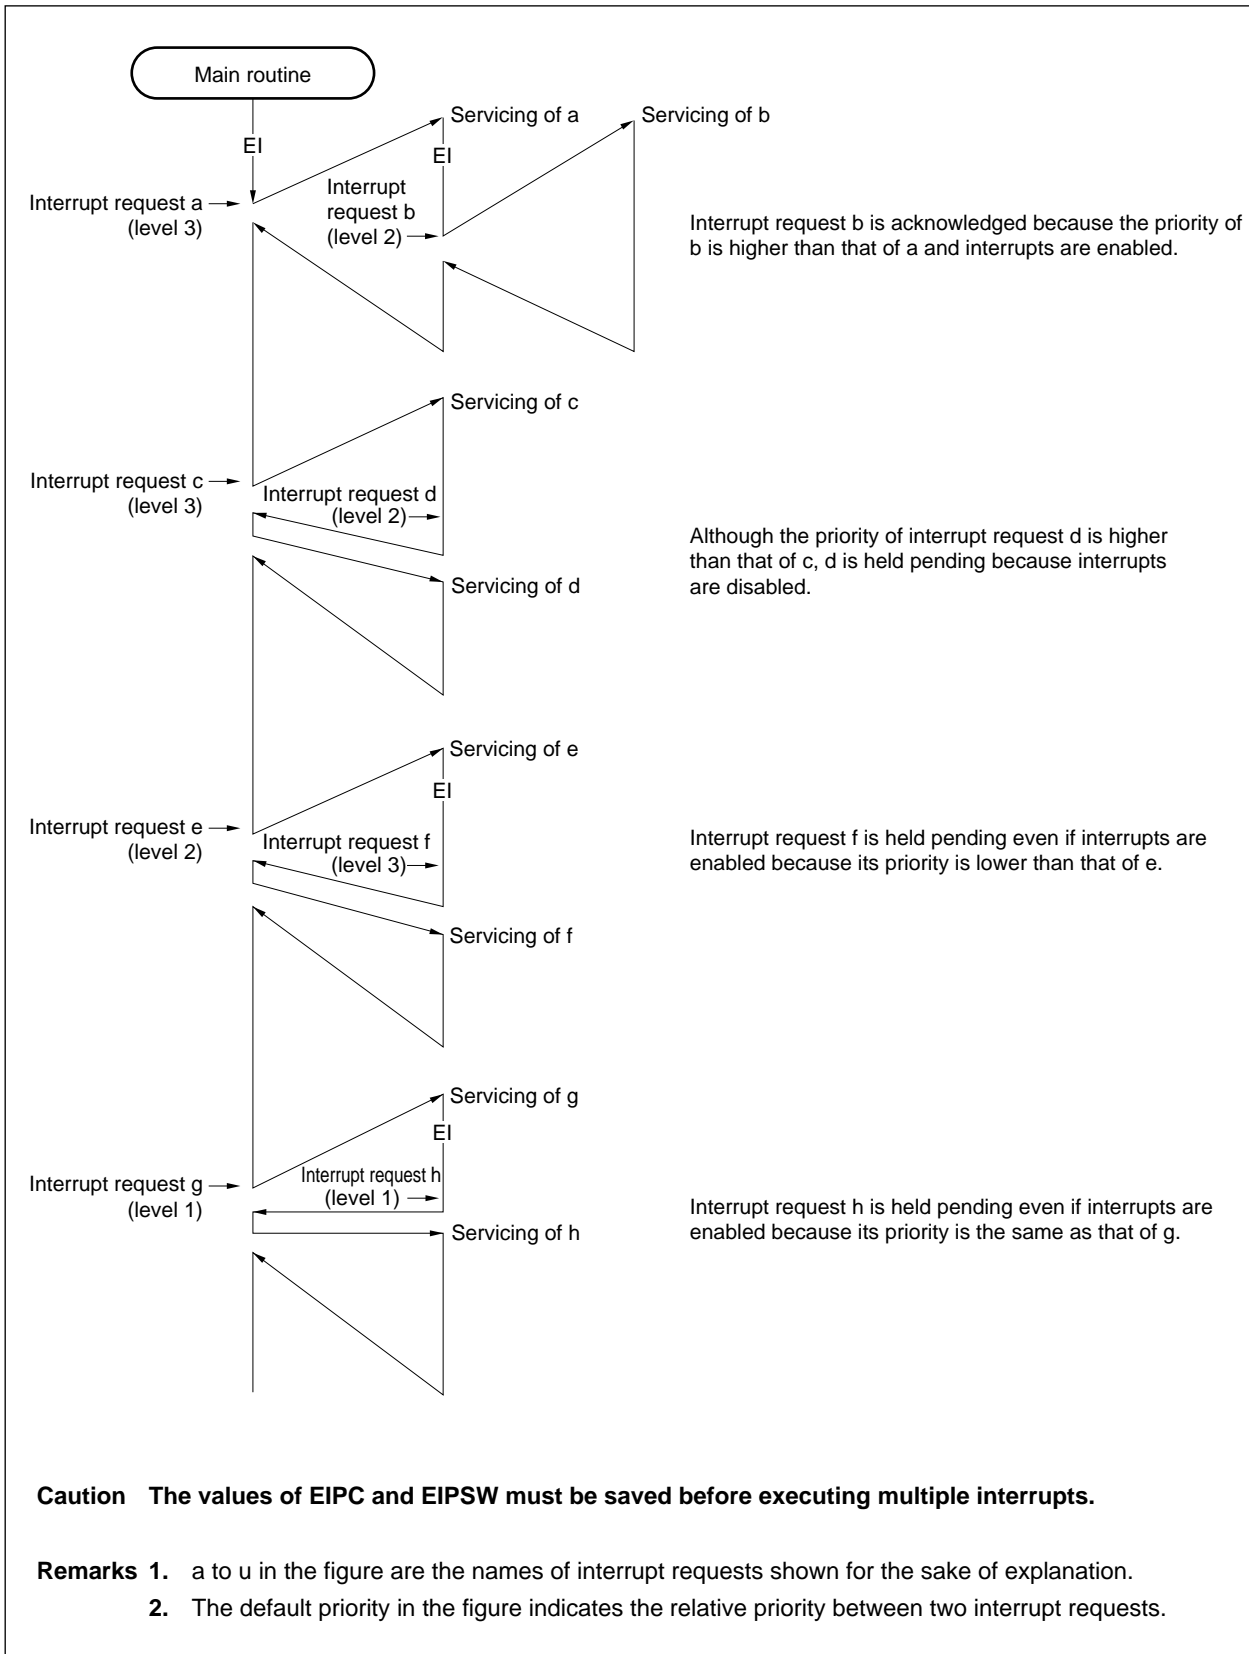 Main routine
EI
Servicing of a
Servicing of b
EI
Interrupt request a
(level 3)
Interrupt
request b
(level 2)
Interrupt request b is acknowledged because the priority of
b is higher than that of a and interrupts are enabled.
Servicing of c
Interrupt request c
(level 3)
Interrupt request d
(level 2)
Although the priority of interrupt request d is higher
than that of c, d is held pending because interrupts
are disabled.
Servicing of d
Servicing of e
EI
Interrupt request e
(level 2)
Interrupt request f
(level 3)
Interrupt request f is held pending even if interrupts are
enabled because its priority is lower than that of e.
Servicing of f
Servicing of g
EI
Interrupt request g
(level 1)
Interrupt request h
(level 1)
Interrupt request h is held pending even if interrupts are
enabled because its priority is the same as that of g.
Servicing of h
Caution The values of EIPC and EIPSW must be saved before executing multiple interrupts.
Remarks 1. a to u in the figure are the names of interrupt requests shown for the sake of explanation.
2. The default priority in the figure indicates the relative priority between two interrupt requests.